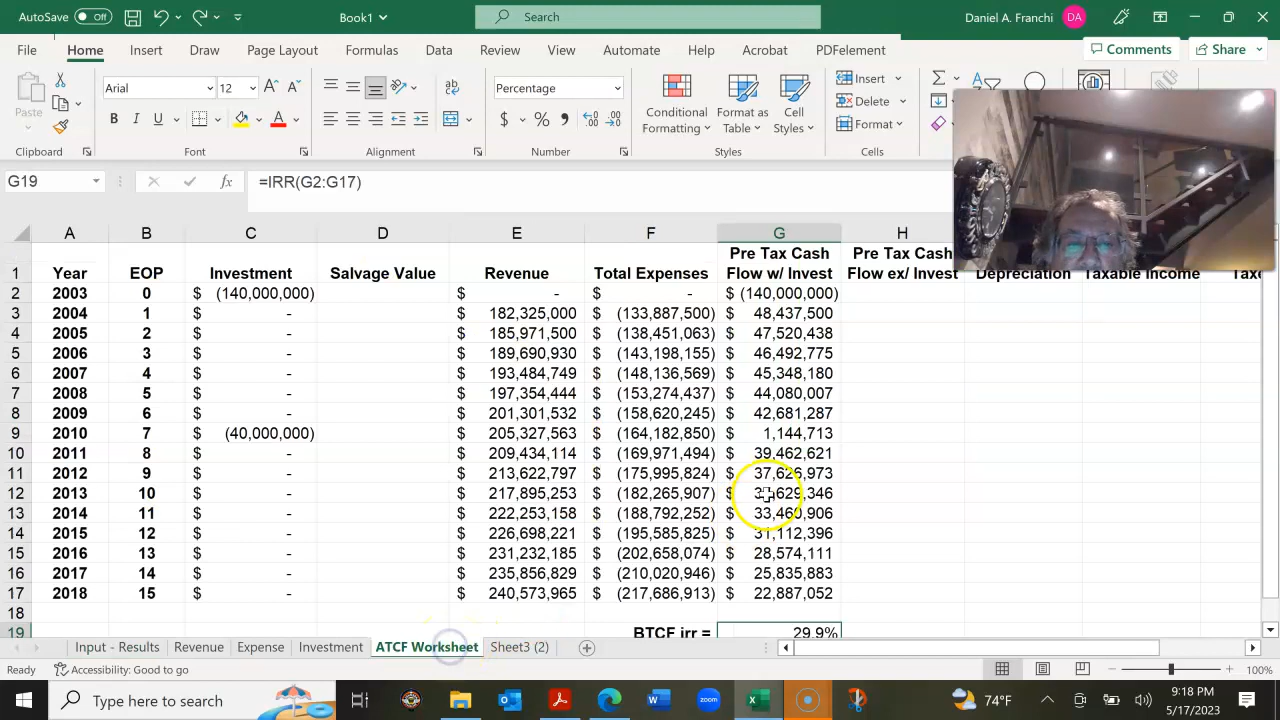 AutoSave Off Book1 Search Daniel A. Franchi DA
File Home Insert Draw Page Layout Formulas Data Review View Automate Help Acrobat PDFelement Comments Share
Arial 12 Percentage Insert
Paste Conditional Formatting Format as Table Cell Styles Delete
Format
Clipboard Font Alignment Number Styles Cells
G19 fx =IRR(G2:G17)
A B C D E F G H
1 Year EOP Investment Salvage Value Revenue Total Expenses Pre Tax Cash Flow w/ Invest Pre Tax Cash Flow ex/ Invest Depreciation Taxable Income
2 2003 0 $ (140,000,000) $ - $ - $ (140,000,000)
3 2004 1 $ - $ 182,325,000 $ (133,887,500) $ 48,437,500
4 2005 2 $ - $ 185,971,500 $ (138,451,063) $ 47,520,438
5 2006 3 $ - $ 189,690,930 $ (143,198,155) $ 46,492,775
6 2007 4 $ - $ 193,484,749 $ (148,136,569) $ 45,348,180
7 2008 5 $ - $ 197,354,444 $ (153,274,437) $ 44,080,007
8 2009 6 $ - $ 201,301,532 $ (158,620,245) $ 42,681,287
9 2010 7 $ (40,000,000) $ 205,327,563 $ (164,182,850) $ 1,144,713
10 2011 8 $ - $ 209,434,114 $ (169,971,494) $ 39,462,621
11 2012 9 $ - $ 213,622,797 $ (175,995,824) $ 37,626,973
12 2013 10 $ - $ 217,895,253 $ (182,265,907) $
13 2014 11 $ - $ 222,253,158 $ (188,792,252) $ 33,460,906
14 2015 12 $ - $ 226,698,221 $ (195,585,825) $ 31,112,396
15 2016 13 $ - $ 231,232,185 $ (202,658,074) $ 28,574,111
16 2017 14 $ - $ 235,856,829 $ (210,020,946) $ 25,835,883
17 2018 15 $ - $ 240,573,965 $ (217,686,913) $ 22,887,052
18
19 BTCF irr = 29.9%
Input - Results Revenue Expense Investment ATCF Worksheet Sheet3 (2)
Ready Accessibility: Good to go 100%
Type here to search 74°F 9:18 PM
5/17/2023